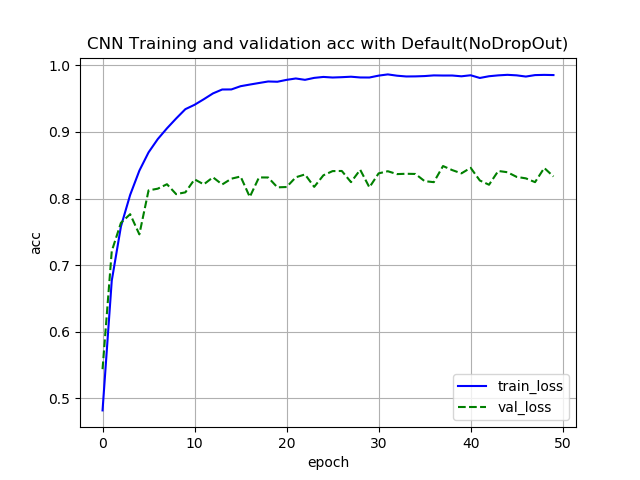 CNN Training and validation acc with Default(NoDropOut)
1.0
0.9
0.8
0.7
0.6
0.5
acc
0
10
20
30
40
50
epoch
train_loss
val_loss